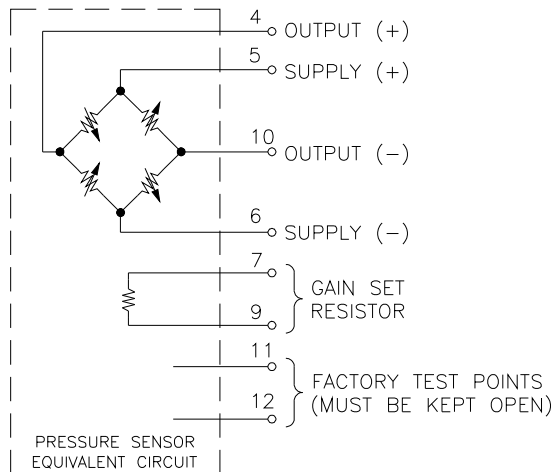 4
OUTPUT (+)
5
SUPPLY (+)
10
OUTPUT (-)
6
SUPPLY (-)
7
GAIN SET
RESISTOR
9
11
FACTORY TEST POINTS
(MUST BE KEPT OPEN)
12
PRESSURE SENSOR
EQUIVALENT CIRCUIT